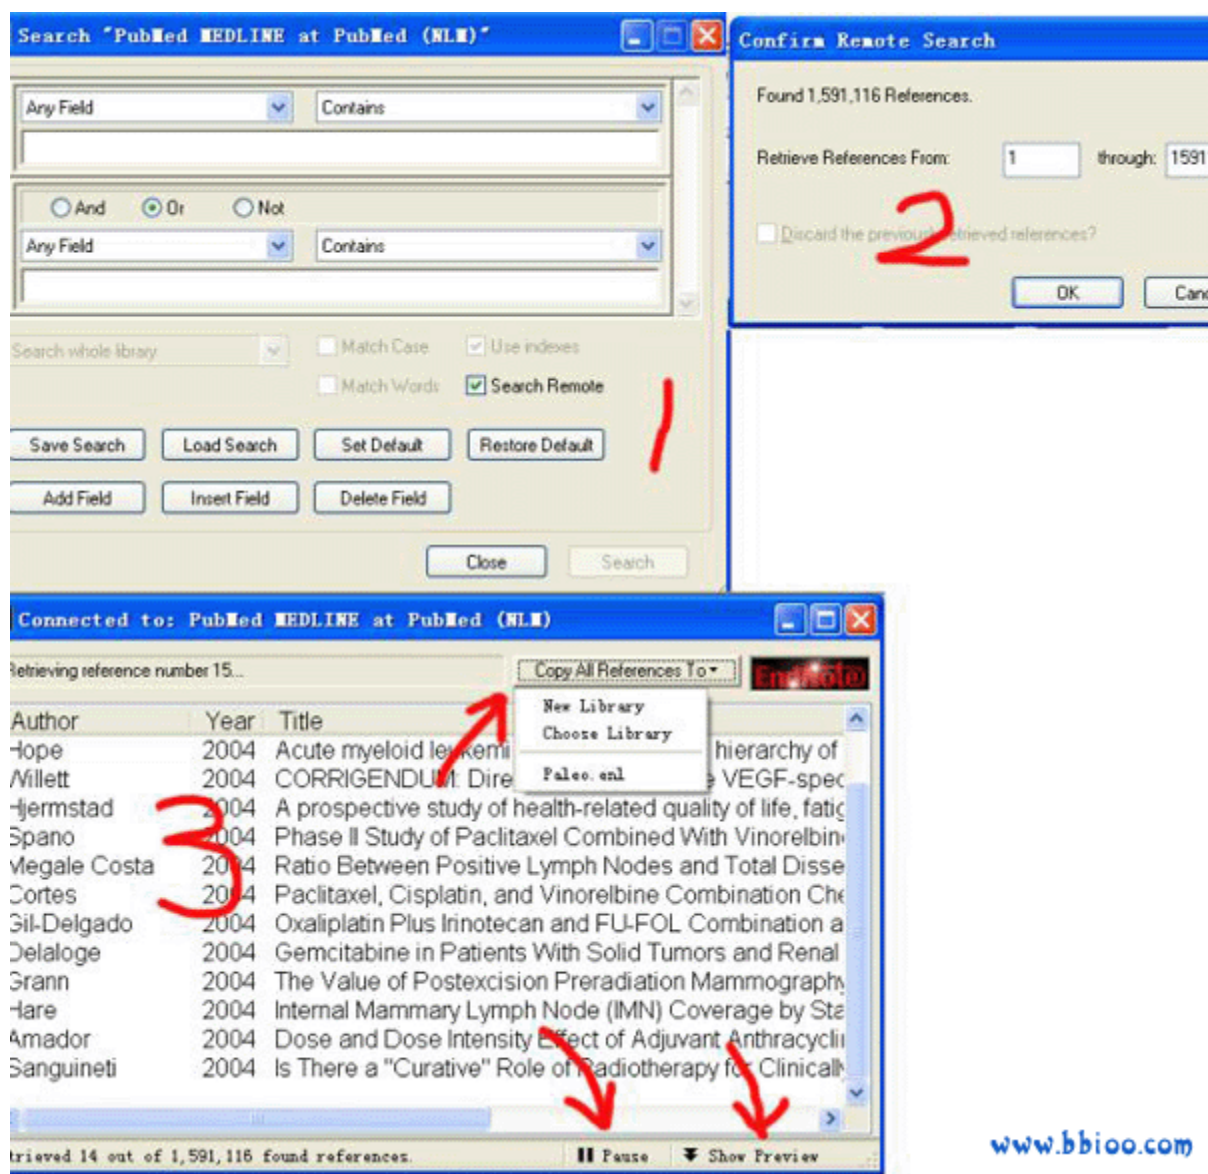 Search "PubMed MEDLINE at PubMed (NLM)"
Any Field Contains
And Or Not
Any Field Contains
Search whole library Match Case Use indexes
Match Words Search Remote
1
Save Search Load Search Set Default Restore Default
Add Field Insert Field Delete Field
Close Search
Confirm Remote Search
Found 1,591,116 References.
Retrieve References From: 1 through: 1591
2
Discard the previously retrieved references?
OK Canc
Connected to: PubMed MEDLINE at PubMed (NLM)
Retrieving reference number 15... Copy All References To EndNote
New Library
Choose Library
Paleo.enl
Author Year Title
Hope 2004 Acute myeloid leukemi hierarchy of
Willett 2004 CORRIGENDUM: Dire VEGF-spec
Hjermstad 2004 A prospective study of health-related quality of life, fatig
3
Spano 2004 Phase II Study of Paclitaxel Combined With Vinorelbin
Megale Costa 2004 Ratio Between Positive Lymph Nodes and Total Disse
Cortes 2004 Paclitaxel, Cisplatin, and Vinorelbine Combination Che
Gil-Delgado 2004 Oxaliplatin Plus Irinotecan and FU-FOL Combination a
Delaloge 2004 Gemcitabine in Patients With Solid Tumors and Renal
Grann 2004 The Value of Postexcision Preradiation Mammography
Hare 2004 Internal Mammary Lymph Node (IMN) Coverage by Sta
Amador 2004 Dose and Dose Intensity Effect of Adjuvant Anthracycli
Sanguineti 2004 Is There a "Curative" Role of Radiotherapy for Clinicall
trieved 14 out of 1,591,116 found references. Pause Show Preview
www.bbioo.com